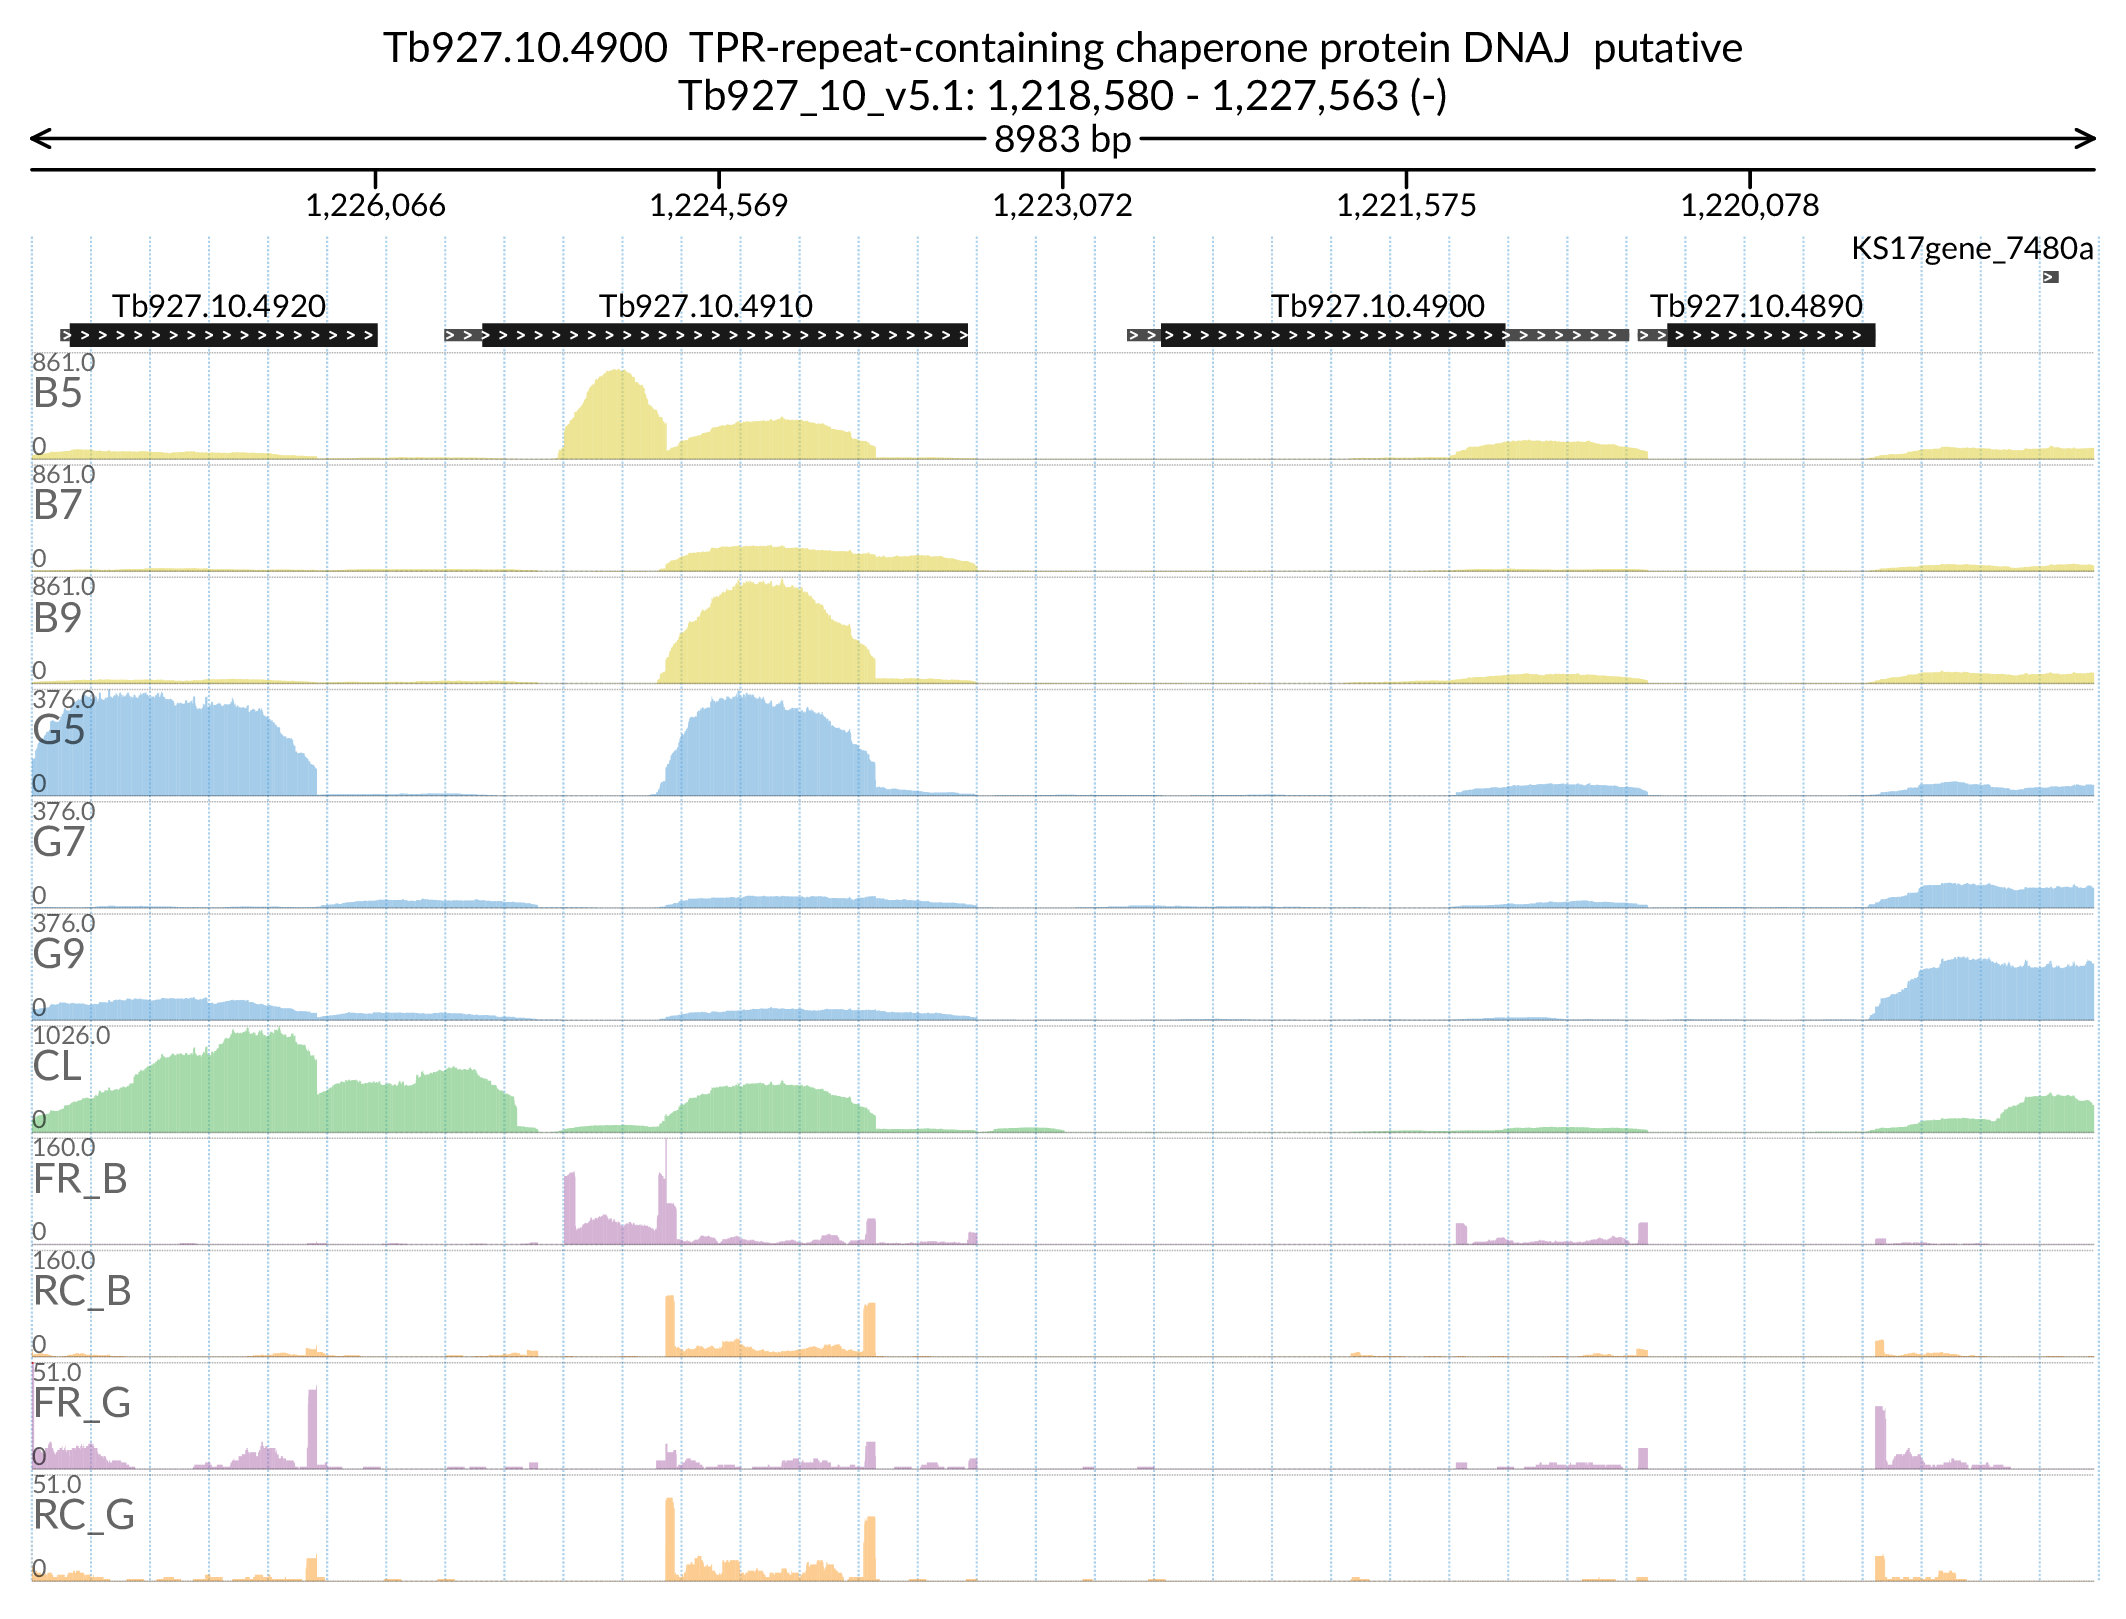 Tb927.10.4900  TPR-repeat-containing chaperone protein DNAJ  putative
Tb927_10_v5.1: 1,218,580 - 1,227,563 (-)
8983 bp
1,226,066 1,224,569 1,223,072 1,221,575 1,220,078
KS17gene_7480a
Tb927.10.4920 Tb927.10.4910 Tb927.10.4900 Tb927.10.4890
861.0
B5
0
861.0
B7
0
861.0
B9
0
376.0
G5
0
376.0
G7
0
376.0
G9
0
1026.0
CL
0
160.0
FR_B
0
160.0
RC_B
0
51.0
FR_G
0
51.0
RC_G
0